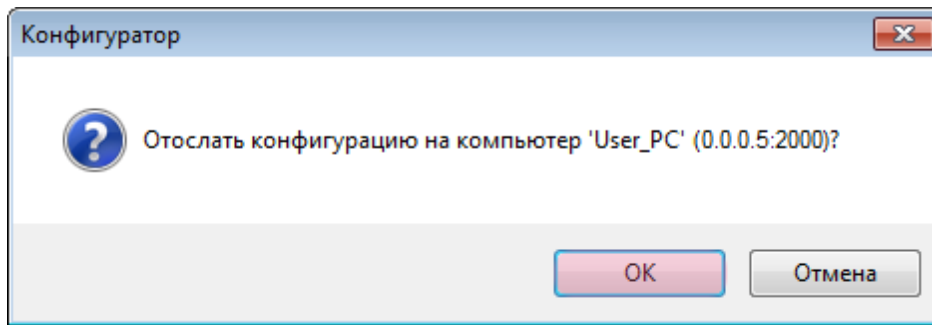 Конфигуратор
Отослать конфигурацию на компьютер 'User_PC' (0.0.0.5:2000)?
OK
Отмена